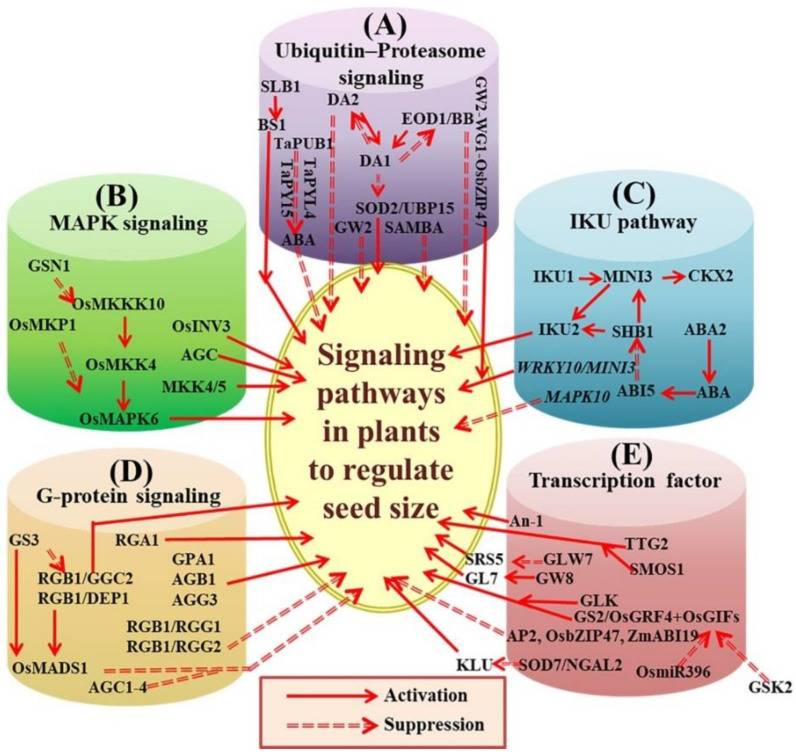 (A)
Ubiquitin–Proteasome
signaling
SLB1
BS1
DA2
EOD1/BB
DA1
TaPUB1
TaPYL4
TaPY15
ABA
SOD2/UBP15
GW2
SAMBA
GW2-WG1-OsbZIP47
(B)
MAPK signaling
GSN1
OsMKKK10
OsMKP1
OsMKK4
OsMAPK6
OsINV3
AGC
MKK4/5
(C)
IKU pathway
IKU1
MINI3
CKX2
IKU2
SHB1
ABA2
WRKY10/MINI3
MAPK10
ABI5
ABA
Signaling
pathways
in plants
to regulate
seed size
(D)
G-protein signaling
GS3
RGA1
RGB1/GGC2
RGB1/DEP1
GPA1
AGB1
AGG3
RGB1/RGG1
RGB1/RGG2
OsMADS1
AGC1-4
(E)
Transcription factor
An-1
TTG2
SMOS1
SRS5
GLW7
GL7
GW8
GLK
GS2/OsGRF4+OsGIFs
AP2, OsbZIP47, ZmABI19
KLU
SOD7/NGAL2
OsmiR396
GSK2
Activation
Suppression